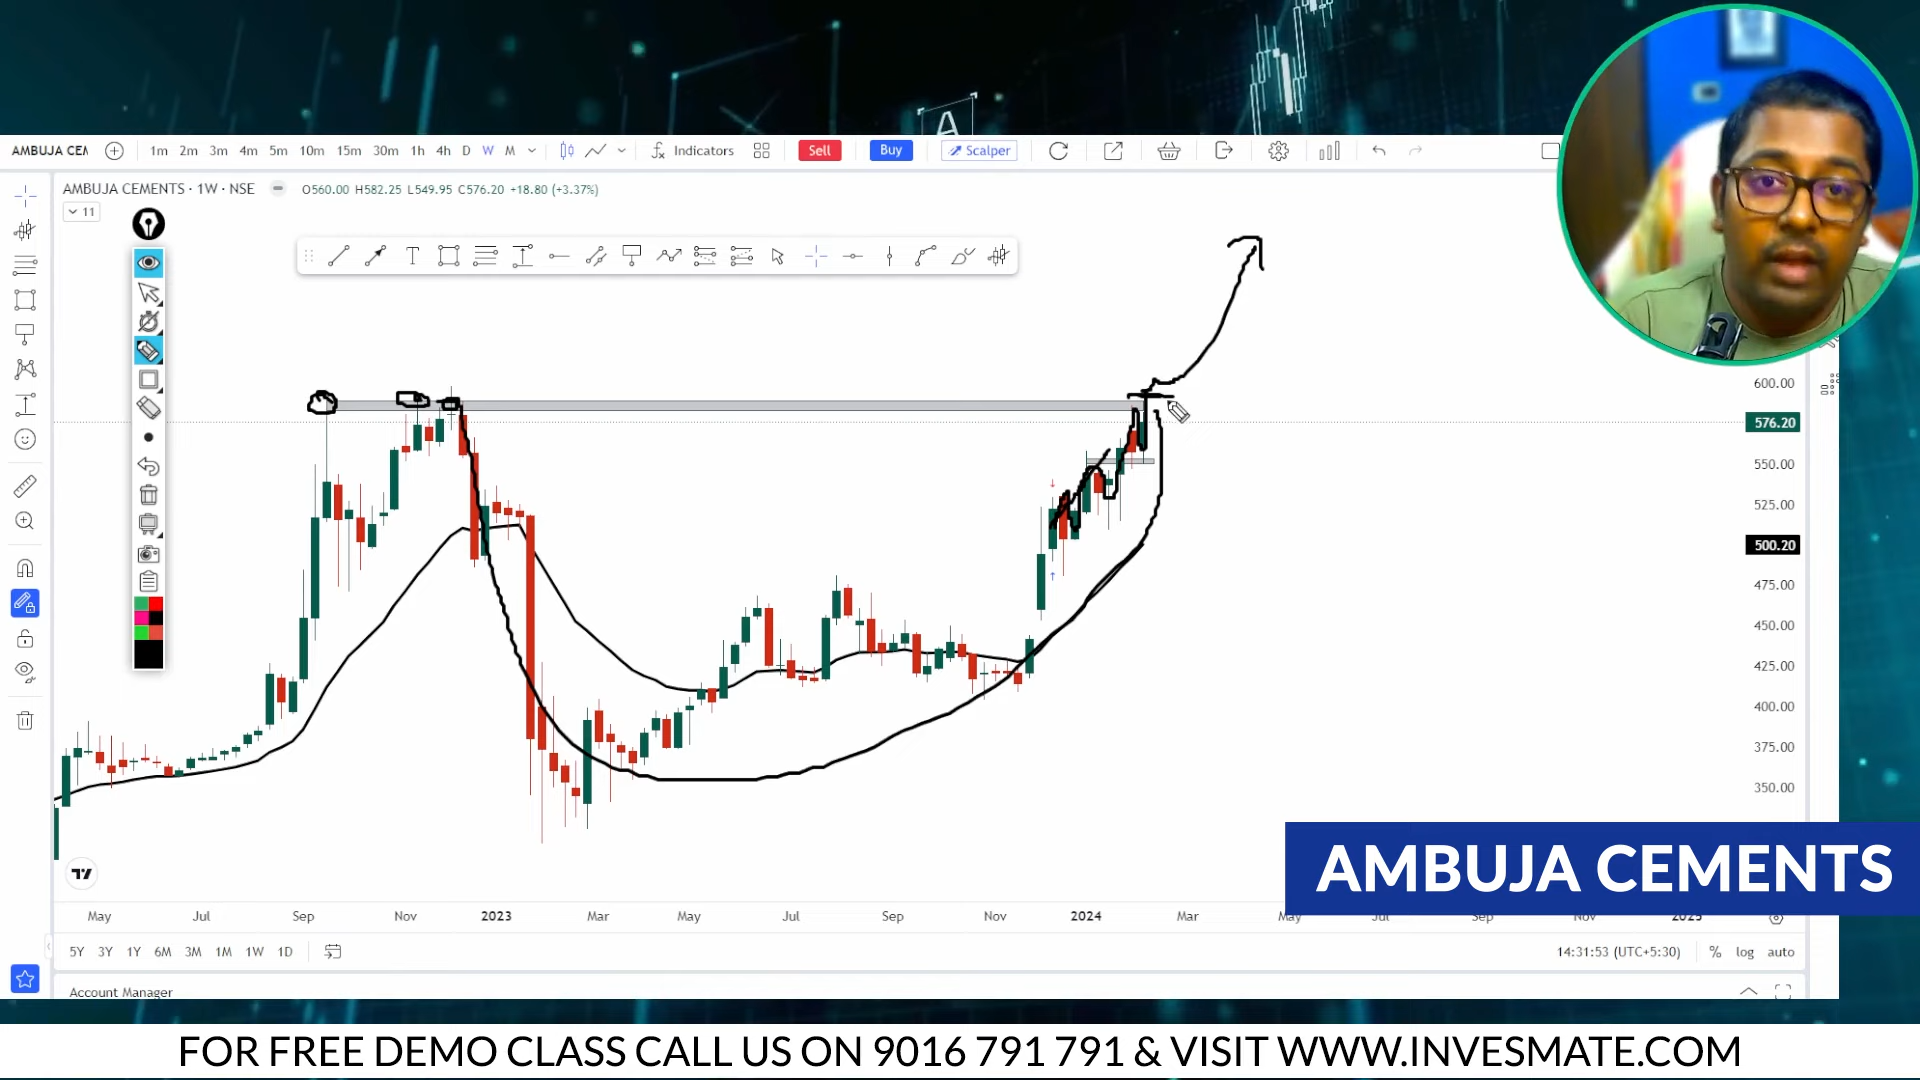 AMBUJA CEM
1m 2m 3m 4m 5m 10m 15m 30m 1h 4h D W M
Indicators
Sell
Buy
Scalper
AMBUJA CEMENTS · 1W · NSE
O560.00 H582.25 L549.95 C576.20 +18.80 (+3.37%)
11
T
A
600.00
576.20
550.00
525.00
500.20
475.00
450.00
425.00
400.00
375.00
350.00
AMBUJA CEMENTS
May Jul Sep Nov 2023 Mar May Jul Sep Nov 2024 Mar May Jul Sep Nov 2025
5Y 3Y 1Y 6M 3M 1M 1W 1D
14:31:53 (UTC+5:30) % log auto
Account Manager
FOR FREE DEMO CLASS CALL US ON 9016 791 791 & VISIT WWW.INVESMATE.COM